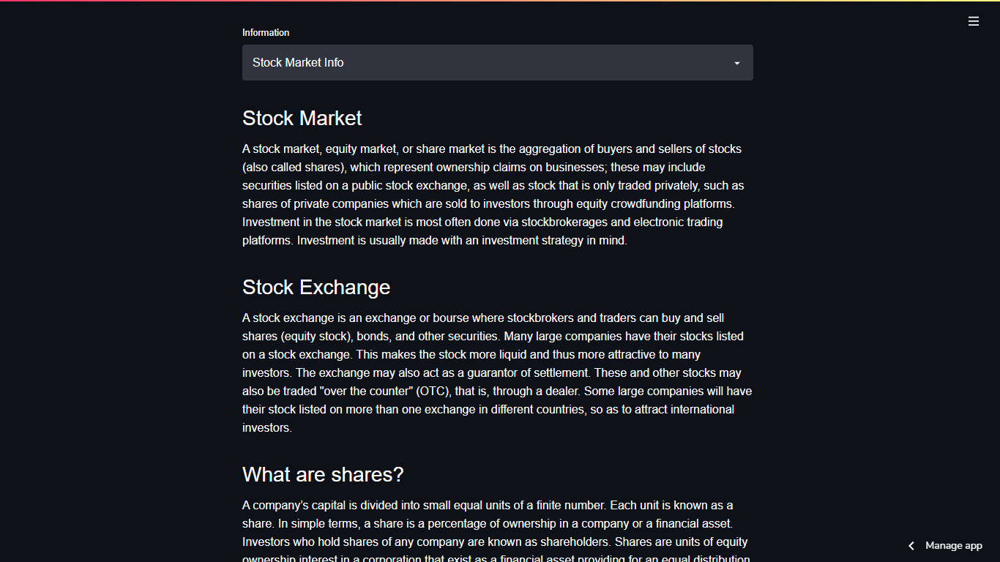 Information
Stock Market Info
Stock Market
A stock market, equity market, or share market is the aggregation of buyers and sellers of stocks
(also called shares), which represent ownership claims on businesses; these may include
securities listed on a public stock exchange, as well as stock that is only traded privately, such as
shares of private companies which are sold to investors through equity crowdfunding platforms.
Investment in the stock market is most often done via stockbrokerages and electronic trading
platforms. Investment is usually made with an investment strategy in mind.
Stock Exchange
A stock exchange is an exchange or bourse where stockbrokers and traders can buy and sell
shares (equity stock), bonds, and other securities. Many large companies have their stocks listed
on a stock exchange. This makes the stock more liquid and thus more attractive to many
investors. The exchange may also act as a guarantor of settlement. These and other stocks may
also be traded "over the counter" (OTC), that is, through a dealer. Some large companies will have
their stock listed on more than one exchange in different countries, so as to attract international
investors.
What are shares?
A company’s capital is divided into small equal units of a finite number. Each unit is known as a
share. In simple terms, a share is a percentage of ownership in a company or a financial asset.
Investors who hold shares of any company are known as shareholders. Shares are units of equity
ownership interest in a corporation that exist as a financial asset providing for an equal distribution
Manage app